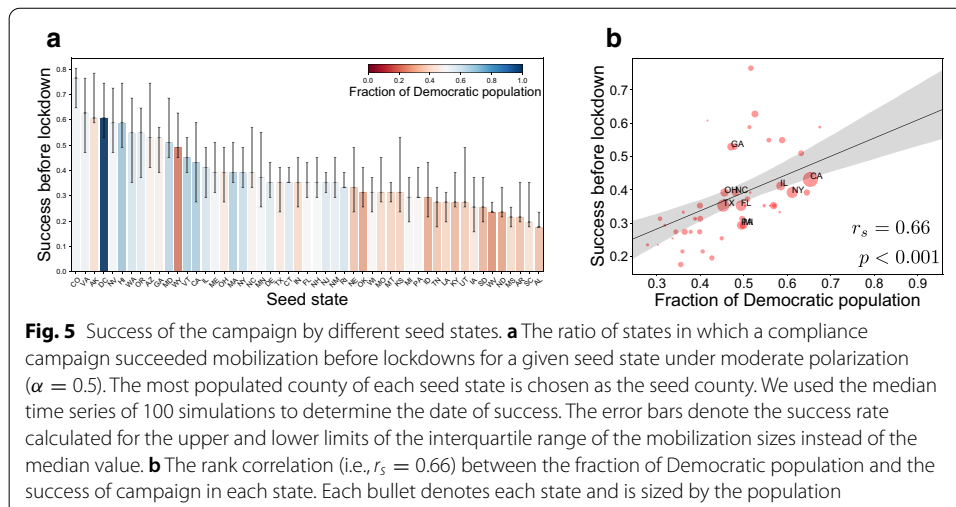 a
b
Success before lockdown
0.8
0.7
0.6
0.5
0.4
0.3
0.2
0.1
0.0
0.0 0.2 0.4 0.6 0.8 1.0
Fraction of Democratic population
CO VA AK DC NV HI WA OR AZ GA MD WY VT CA IL ME OH MA NY NC MN DE TX CT IN FL NH NJ NM RI NE OK WI MO MT KS MI PA ID TN LA KY UT IA SD WV ND MS AR SC AL
Seed state
Success before lockdown
0.7
0.6
0.5
0.4
0.3
0.2
GA
CA
IL
OH NC
NY
TX FL
r_s = 0.66
p < 0.001
0.3 0.4 0.5 0.6 0.7 0.8 0.9
Fraction of Democratic population
Fig. 5 Success of the campaign by different seed states. a The ratio of states in which a compliance
campaign succeeded mobilization before lockdowns for a given seed state under moderate polarization
(α = 0.5). The most populated county of each seed state is chosen as the seed county. We used the median
time series of 100 simulations to determine the date of success. The error bars denote the success rate
calculated for the upper and lower limits of the interquartile range of the mobilization sizes instead of the
median value. b The rank correlation (i.e., r_s = 0.66) between the fraction of Democratic population and the
success of campaign in each state. Each bullet denotes each state and is sized by the population